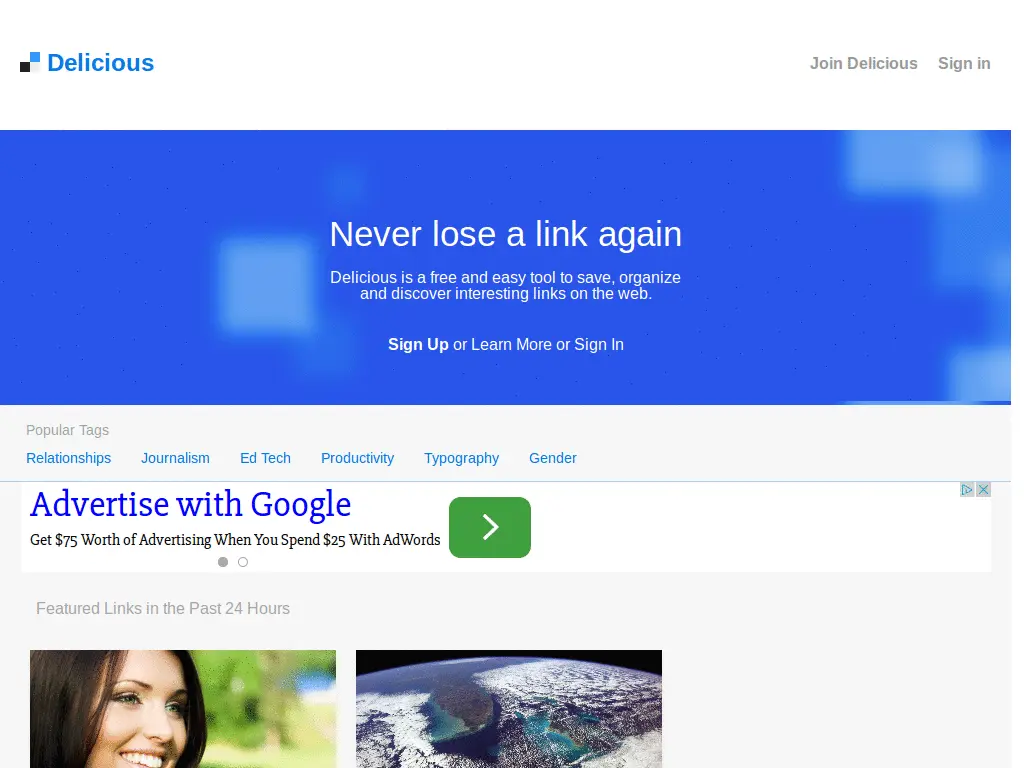 Delicious
Join Delicious
Sign in
Never lose a link again
Delicious is a free and easy tool to save, organize
and discover interesting links on the web.
Sign Up or Learn More or Sign In
Popular Tags
Relationships Journalism Ed Tech Productivity Typography Gender
Advertise with Google
Get $75 Worth of Advertising When You Spend $25 With AdWords
Featured Links in the Past 24 Hours